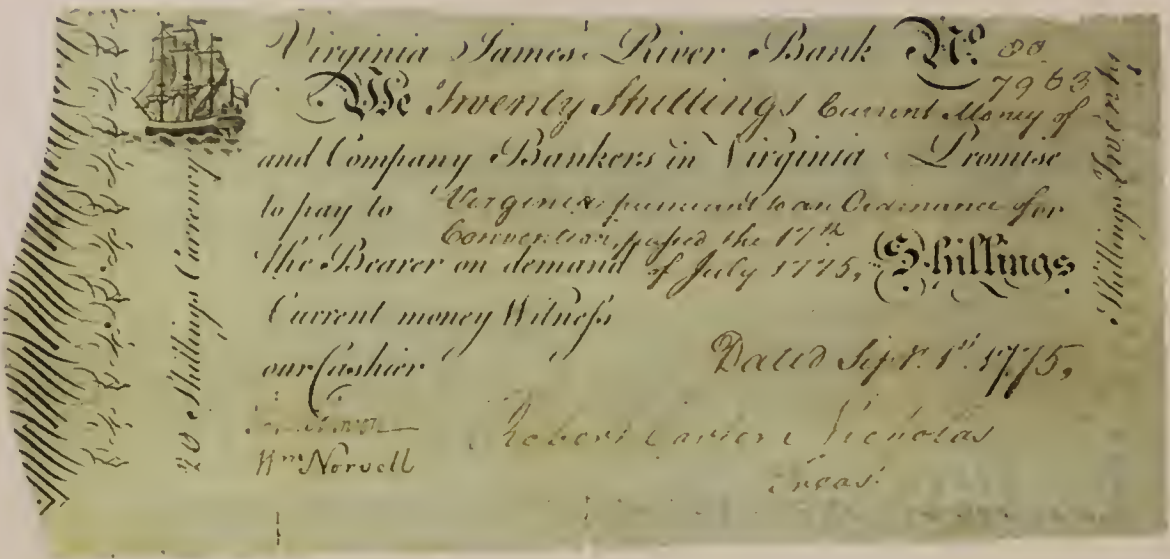 Virginia James River Bank No. 80.
7963
We Twenty Shillings Current Money of
and Company Bankers in Virginia Promise
to pay to Virginia pursuant to an Ordinance of
Convention passed the 17th
the Bearer on demand of July 1775, Shillings
Current money Witness
our Cashier
Dated Sept. 1st. 1775,
Wm Norvell
Robert Carter Nicholas
Treas.
20 Shillings Currency
Shillings Twenty